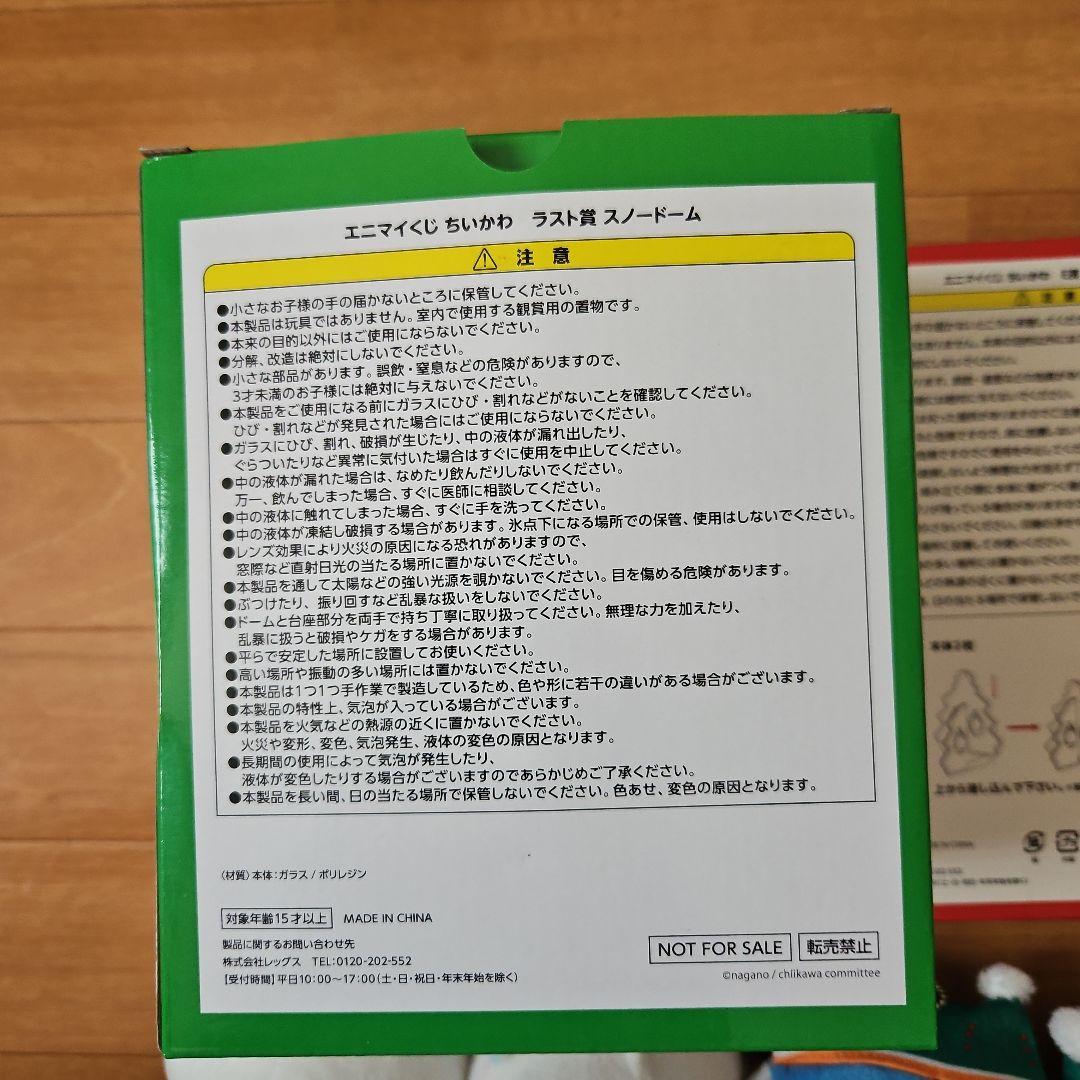 エニマイくじ ちいかわ　ラスト賞 スノードーム
⚠ 注 意
●小さなお子様の手の届かないところに保管してください。
●本製品は玩具ではありません。室内で使用する観賞用の置物です。
●本来の目的以外にはご使用にならないでください。
●分解、改造は絶対にしないでください。
●小さな部品があります。誤飲・窒息などの危険がありますので、
3才未満のお子様には絶対に与えないでください。
●本製品をご使用になる前にガラスにひび・割れなどがないことを確認してください。
ひび・割れなどが発見された場合にはご使用にならないでください。
●ガラスにひび、割れ、破損が生じたり、中の液体が漏れ出したり、
ぐらついたりなど異常に気付いた場合はすぐに使用を中止してください。
●中の液体が漏れた場合は、なめたり飲んだりしないでください。
万一、飲んでしまった場合、すぐに医師に相談してください。
●中の液体に触れてしまった場合、すぐに手を洗ってください。
●中の液体が凍結し破損する場合があります。氷点下になる場所での保管、使用はしないでください。
●レンズ効果により火災の原因になる恐れがありますので、
窓際など直射日光の当たる場所に置かないでください。
●本製品を通して太陽などの強い光源を覗かないでください。目を傷める危険があります。
●ぶつけたり、振り回すなど乱暴な扱いをしないでください。
●ドームと台座部分を両手で持ち丁寧に取り扱ってください。無理な力を加えたり、
乱暴に扱うと破損やケガをする場合があります。
●平らで安定した場所に設置してお使いください。
●高い場所や振動の多い場所には置かないでください。
●本製品は1つ1つ手作業で製造しているため、色や形に若干の違いがある場合がございます。
●本製品の特性上、気泡が入っている場合がございます。
●本製品を火気などの熱源の近くに置かないでください。
火災や変形、変色、気泡発生、液体の変色の原因となります。
●長期間の使用によって気泡が発生したり、
液体が変色したりする場合がございますのであらかじめご了承ください。
●本製品を長い間、日の当たる場所で保管しないでください。色あせ、変色の原因となります。
〈材質〉本体：ガラス / ポリレジン
対象年齢15才以上 MADE IN CHINA
製品に関するお問い合わせ先
株式会社レッグス TEL:0120-202-552
【受付時間】平日10:00～17:00（土・日・祝日・年末年始を除く）
NOT FOR SALE 転売禁止
©nagano / chiikawa committee
エニマイくじ ちいかわ
注 意
上から差し込んで下さい。